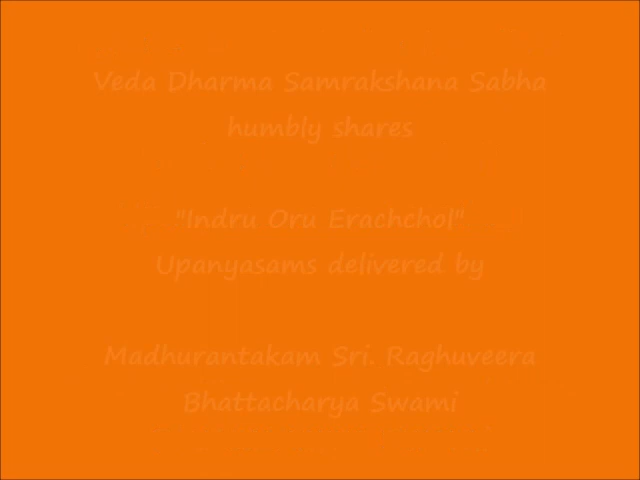 Veda Dharma Samrakshana Sabha
humbly shares
"Indru Oru Erachchol"
Upanyasams delivered by
Madhurantakam Sri. Raghuveera
Bhattacharya Swami